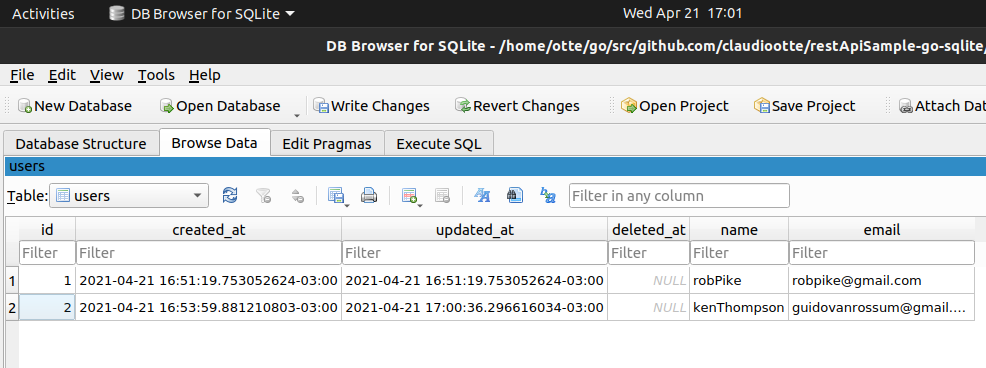 Activities DB Browser for SQLite Wed Apr 21 17:01
DB Browser for SQLite - /home/otte/go/src/github.com/claudiootte/restApiSample-go-sqlite/
File Edit View Tools Help
New Database Open Database Write Changes Revert Changes Open Project Save Project Attach Dat
Database Structure Browse Data Edit Pragmas Execute SQL
users
Table: users Filter in any column
id created_at updated_at deleted_at name email
Filter Filter Filter Filter Filter Filter
1 1 2021-04-21 16:51:19.753052624-03:00 2021-04-21 16:51:19.753052624-03:00 NULL robPike robpike@gmail.com
2 2 2021-04-21 16:53:59.881210803-03:00 2021-04-21 17:00:36.296616034-03:00 NULL kenThompson guidovanrossum@gmail....